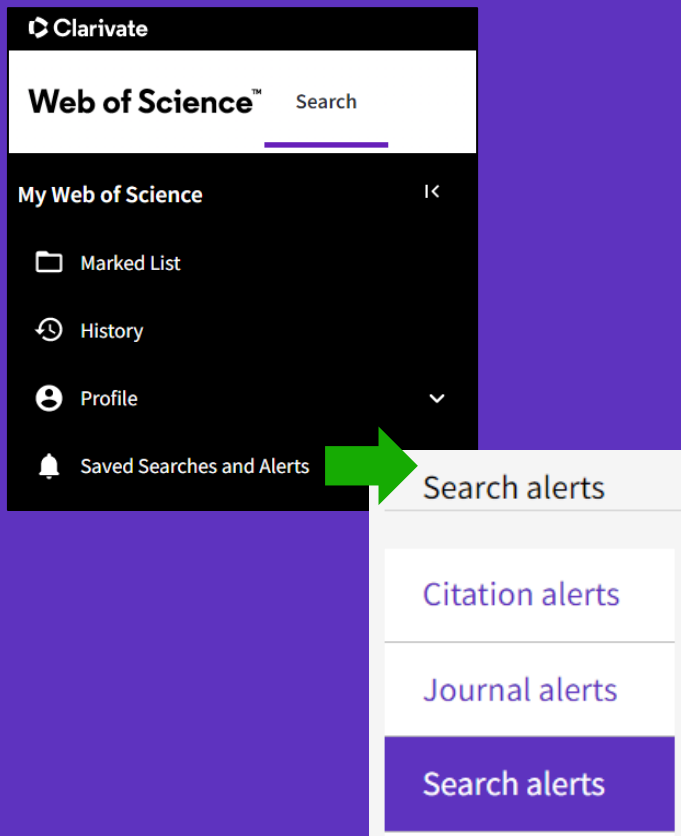 Clarivate
Web of Science™ Search
My Web of Science
Marked List
History
Profile
Saved Searches and Alerts
Search alerts
Citation alerts
Journal alerts
Search alerts